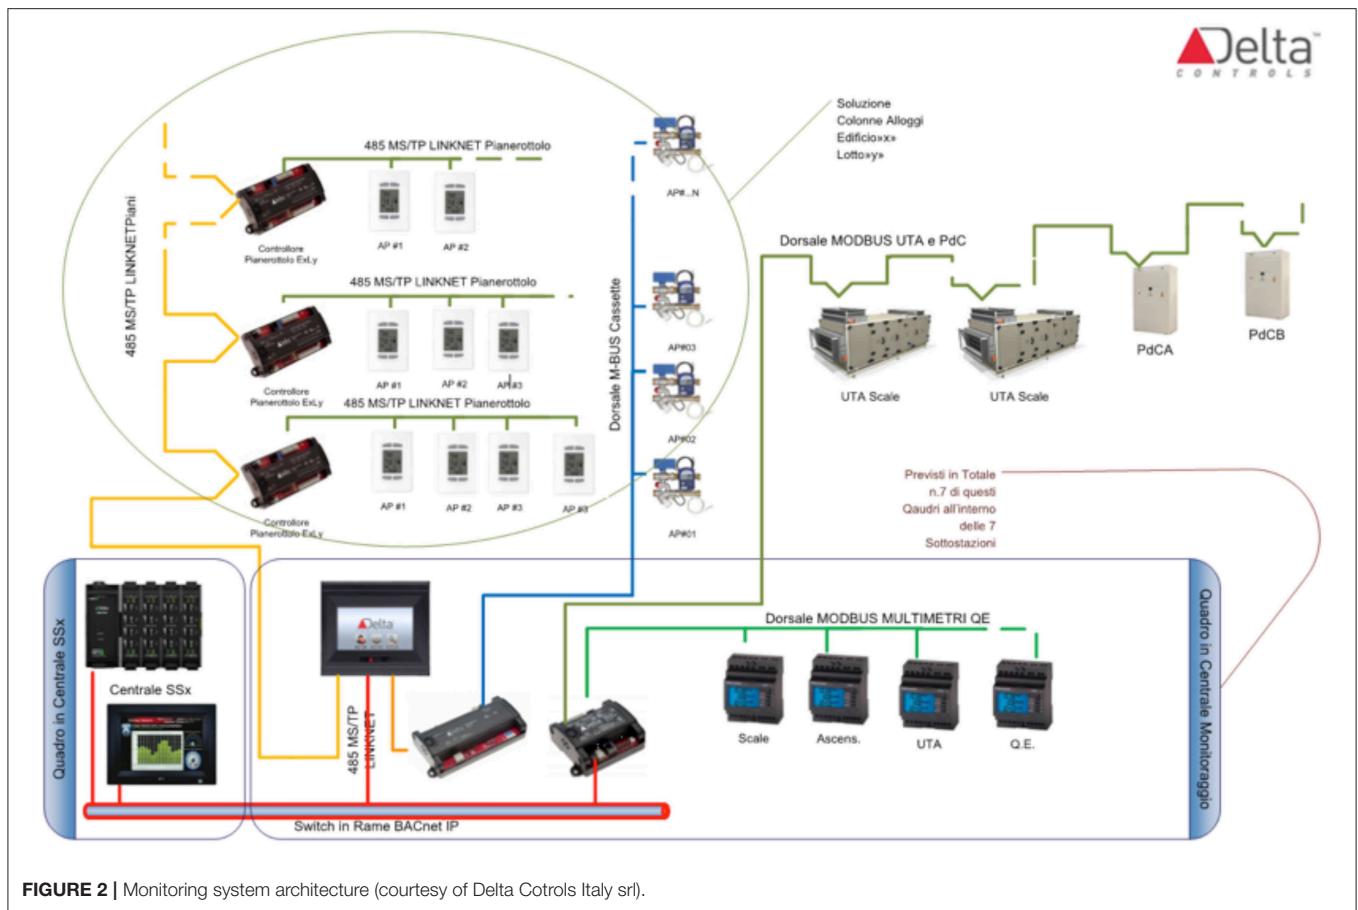 Delta™
CONTROLS
Soluzione
Colonne Alloggi
Edificio»x»
Lotto»y»
485 MS/TP LINKNETPiani
485 MS/TP LINKNET Pianerottolo
Controllore
Pianerottolo ExLy
AP #1
AP #2
485 MS/TP LINKNET Pianerottolo
Controllore
Pianerottolo ExLy
AP #1
AP #2
AP #3
485 MS/TP LINKNET Pianerottolo
Controllore
Pianerottolo ExLy
AP #1
AP #2
AP #3
AP #3
Dorsale M-BUS Cassette
AP#...N
AP#03
AP#02
AP#01
Dorsale MODBUS UTA e PdC
UTA Scale
UTA Scale
PdCA
PdCB
Previsti in Totale
n.7 di questi
Qaudri all'interno
delle 7
Sottostazioni
Quadro in Centrale SSx
Centrale SSx
Delta
485 MS/TP
LINKNET
Dorsale MODBUS MULTIMETRI QE
Scale
Ascens.
UTA
Q.E.
Quadro in Centrale Monitoraggio
Switch in Rame BACnet IP
FIGURE 2 | Monitoring system architecture (courtesy of Delta Cotrols Italy srl).